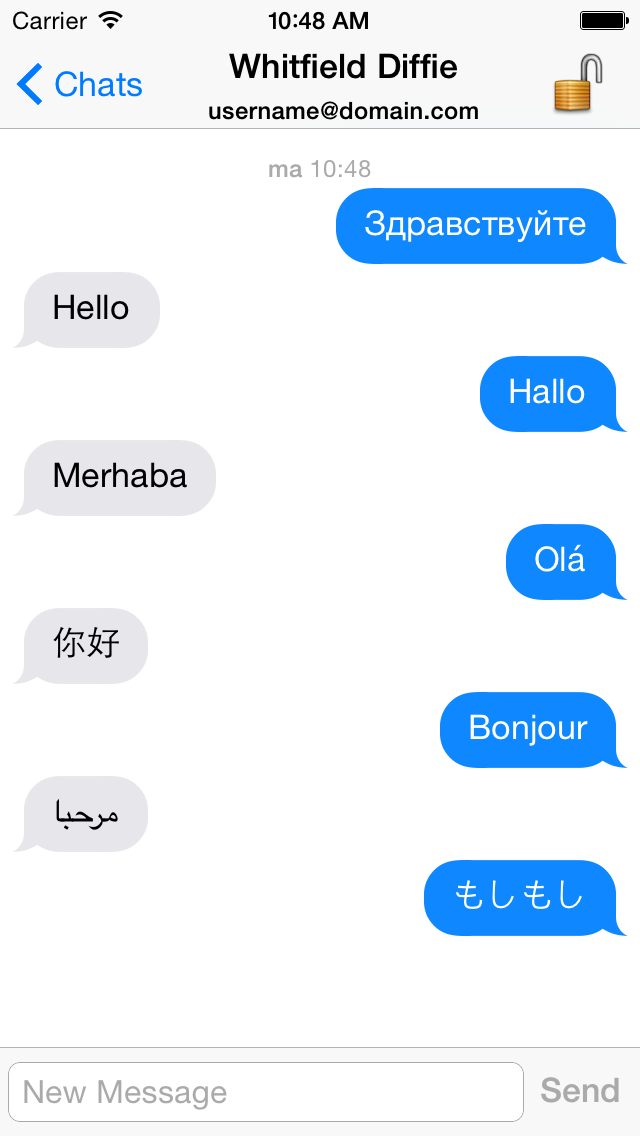 Carrier 10:48 AM
Chats
Whitfield Diffie
username@domain.com
ma 10:48
Здравствуйте
Hello
Hallo
Merhaba
Olá
你好
Bonjour
مرحبا
もしもし
New Message
Send